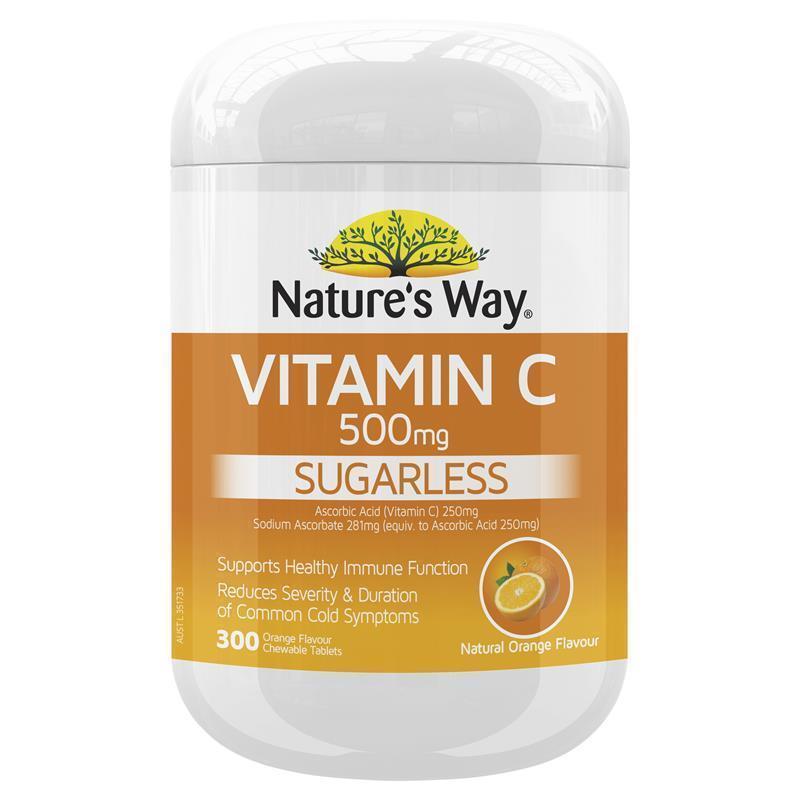 Nature's Way®
VITAMIN C
500mg
SUGARLESS
Ascorbic Acid (Vitamin C) 250mg
Sodium Ascorbate 281mg (equiv. to Ascorbic Acid 250mg)
Supports Healthy Immune Function
Reduces Severity & Duration
of Common Cold Symptoms
300 Orange Flavour
Chewable Tablets
Natural Orange Flavour
AUST L 351733